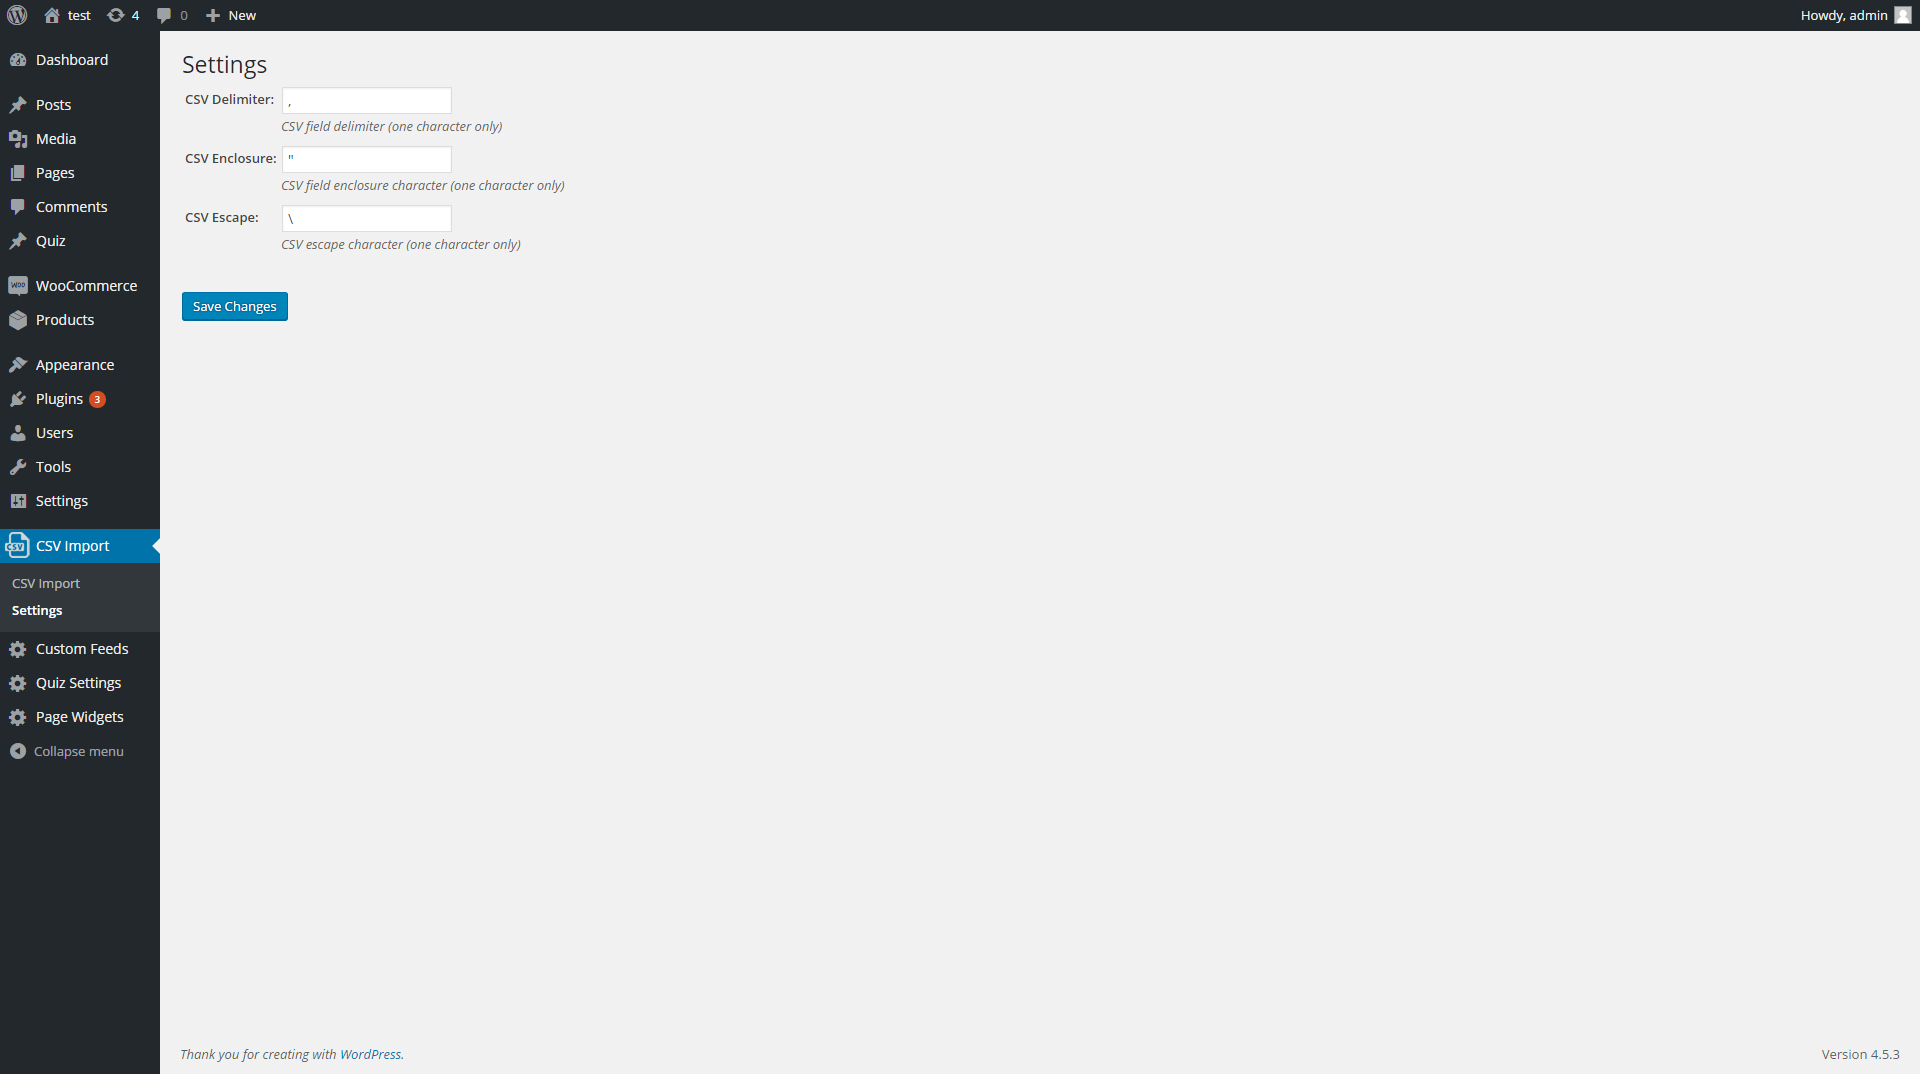 test 4 0 New Howdy, admin
Dashboard
Posts
Media
Pages
Comments
Quiz
WOO WooCommerce
Products
Appearance
Plugins 3
Users
Tools
Settings
CSV CSV Import
CSV Import
Settings
Custom Feeds
Quiz Settings
Page Widgets
Collapse menu
Settings
CSV Delimiter: ,
CSV field delimiter (one character only)
CSV Enclosure: "
CSV field enclosure character (one character only)
CSV Escape: \
CSV escape character (one character only)
Save Changes
Thank you for creating with WordPress. Version 4.5.3